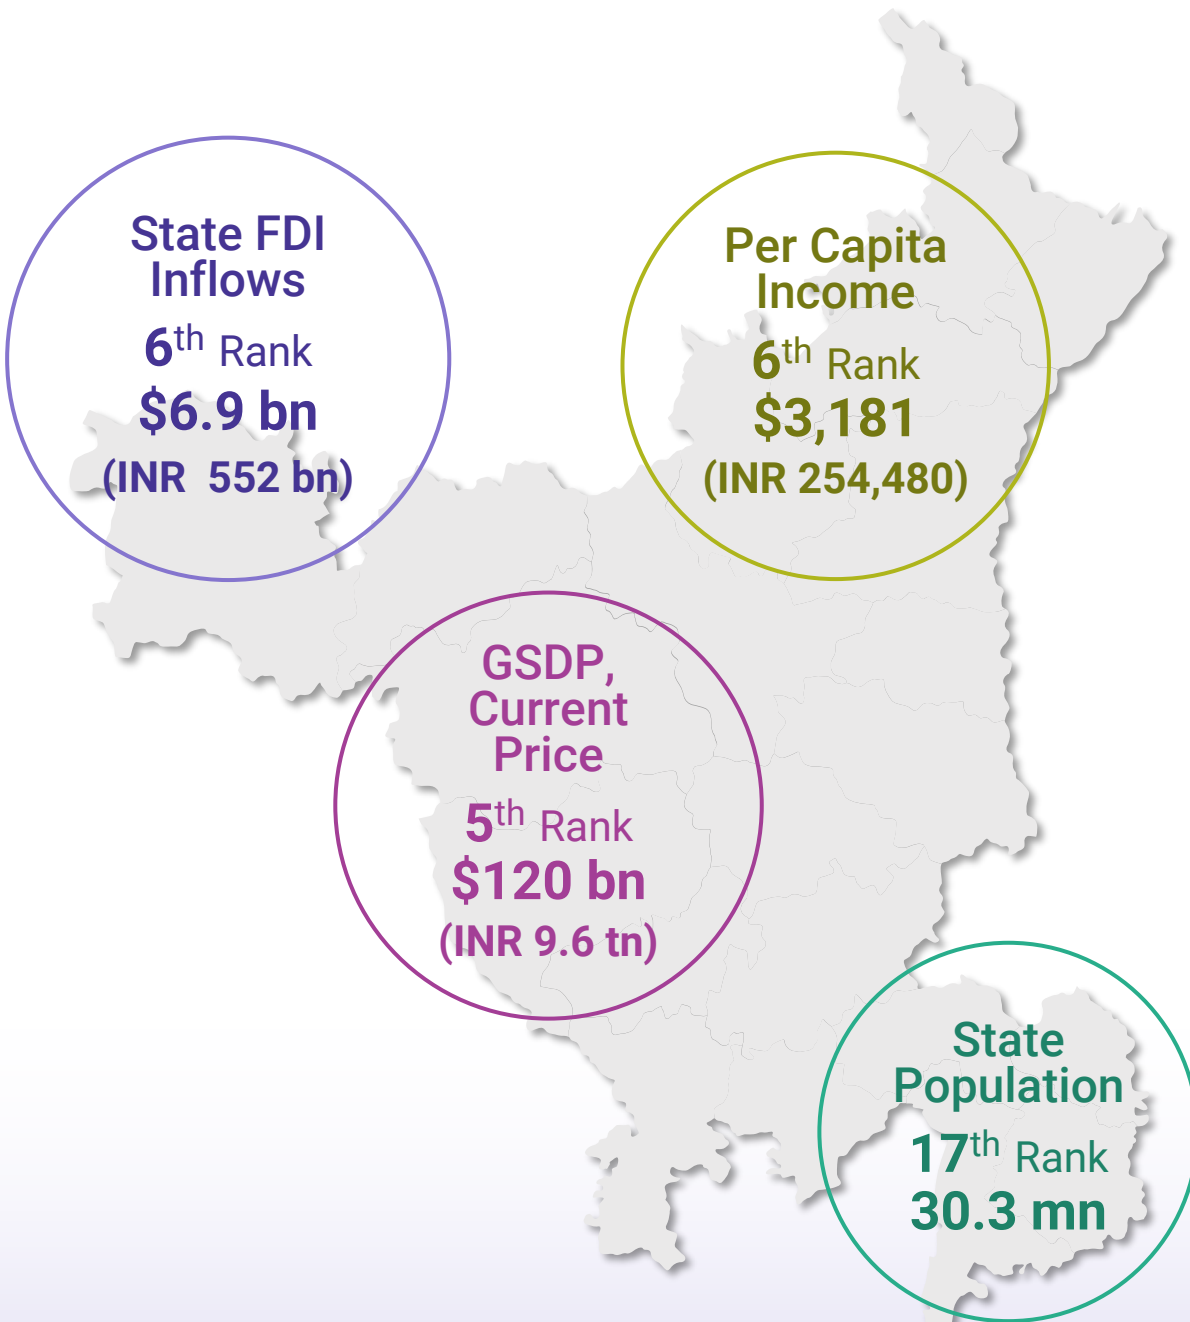 State FDI
Inflows
6th Rank
$6.9 bn
(INR 552 bn)
Per Capita
Income
6th Rank
$3,181
(INR 254,480)
GSDP,
Current
Price
5th Rank
$120 bn
(INR 9.6 tn)
State
Population
17th Rank
30.3 mn